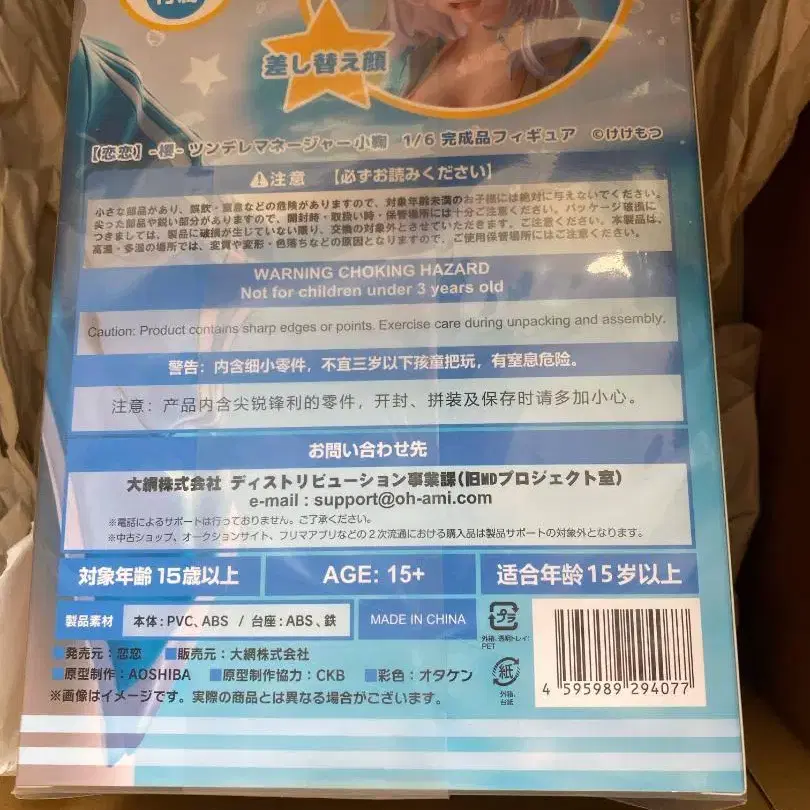 付属
差し替え顔
【恋恋】-櫻- ツンデレマネージャー小鞠 1/6 完成品フィギュア ©けけもつ
⚠注意 【必ずお読みください】
小さな部品があり、誤飲・窒息などの危険がありますので、対象年齢未満のお子様には絶対に与えないでください。
尖った部品や鋭い部分がありますので、開封時・取扱い時・保管場所には十分ご注意ください。パッケージ破損に
つきましては、製品に破損が生じていない限り、交換の対象外とさせていただきます。ご注意ください。本製品は、
高温・多湿の場所では、変質や変形・色落ちなどの原因となりますので、ご使用保管場所にはご注意ください。
WARNING CHOKING HAZARD
Not for children under 3 years old
Caution: Product contains sharp edges or points. Exercise care during unpacking and assembly.
警告：内含细小零件，不宜三岁以下孩童把玩，有窒息危险。
注意：产品内含尖锐锋利的零件，开封、拼装及保存时请多加小心。
お問い合わせ先
大網株式会社 ディストリビューション事業課(旧MDプロジェクト室)
e-mail : support@oh-ami.com
※電話によるサポートは行っておりません。ご了承ください。
※中古ショップ、オークションサイト、フリマアプリなどの2次流通における購入品は製品サポートの対象外となります。
対象年齢 15歳以上 AGE: 15+ 适合年龄 15 岁以上
製品素材 本体:PVC、ABS / 台座:ABS、鉄 MADE IN CHINA
プラ
外箱、透明トレイ:
PET
紙
外箱、
台紙
4 595989 294077
■発売元：恋恋 ■販売元：大網株式会社
■原型制作：AOSHIBA ■原型制作協力：CKB ■彩色：オタケン
※画像はイメージです。実際の商品とは異なる場合がございます。